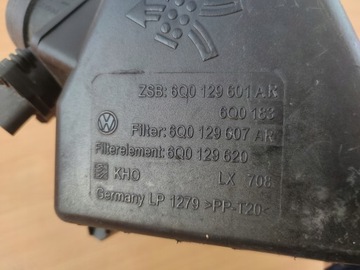 ZSB: 6Q0 129 601 AK
6Q0 183
Filter: 6Q0 129 607 AR
Filterelement: 6Q0 129 620
KHO LX 708
Germany LP 1279 >PP-T20<